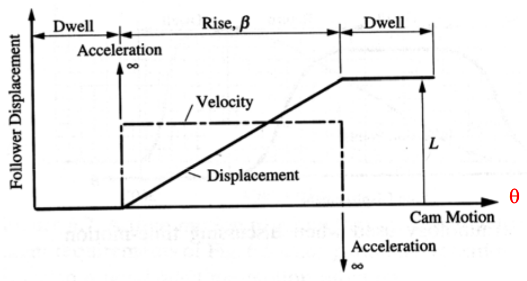 Dwell
Rise, β
Dwell
Acceleration
∞
Velocity
Displacement
L
Follower Displacement
θ
Cam Motion
Acceleration
∞